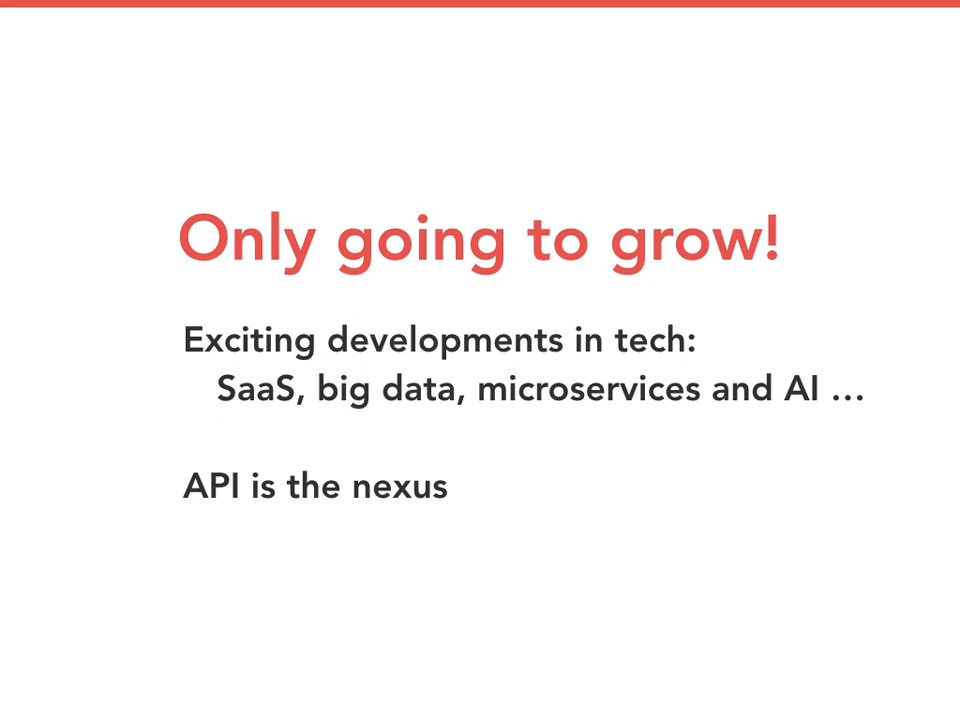 Only going to grow!
Exciting developments in tech:
SaaS, big data, microservices and AI …
API is the nexus